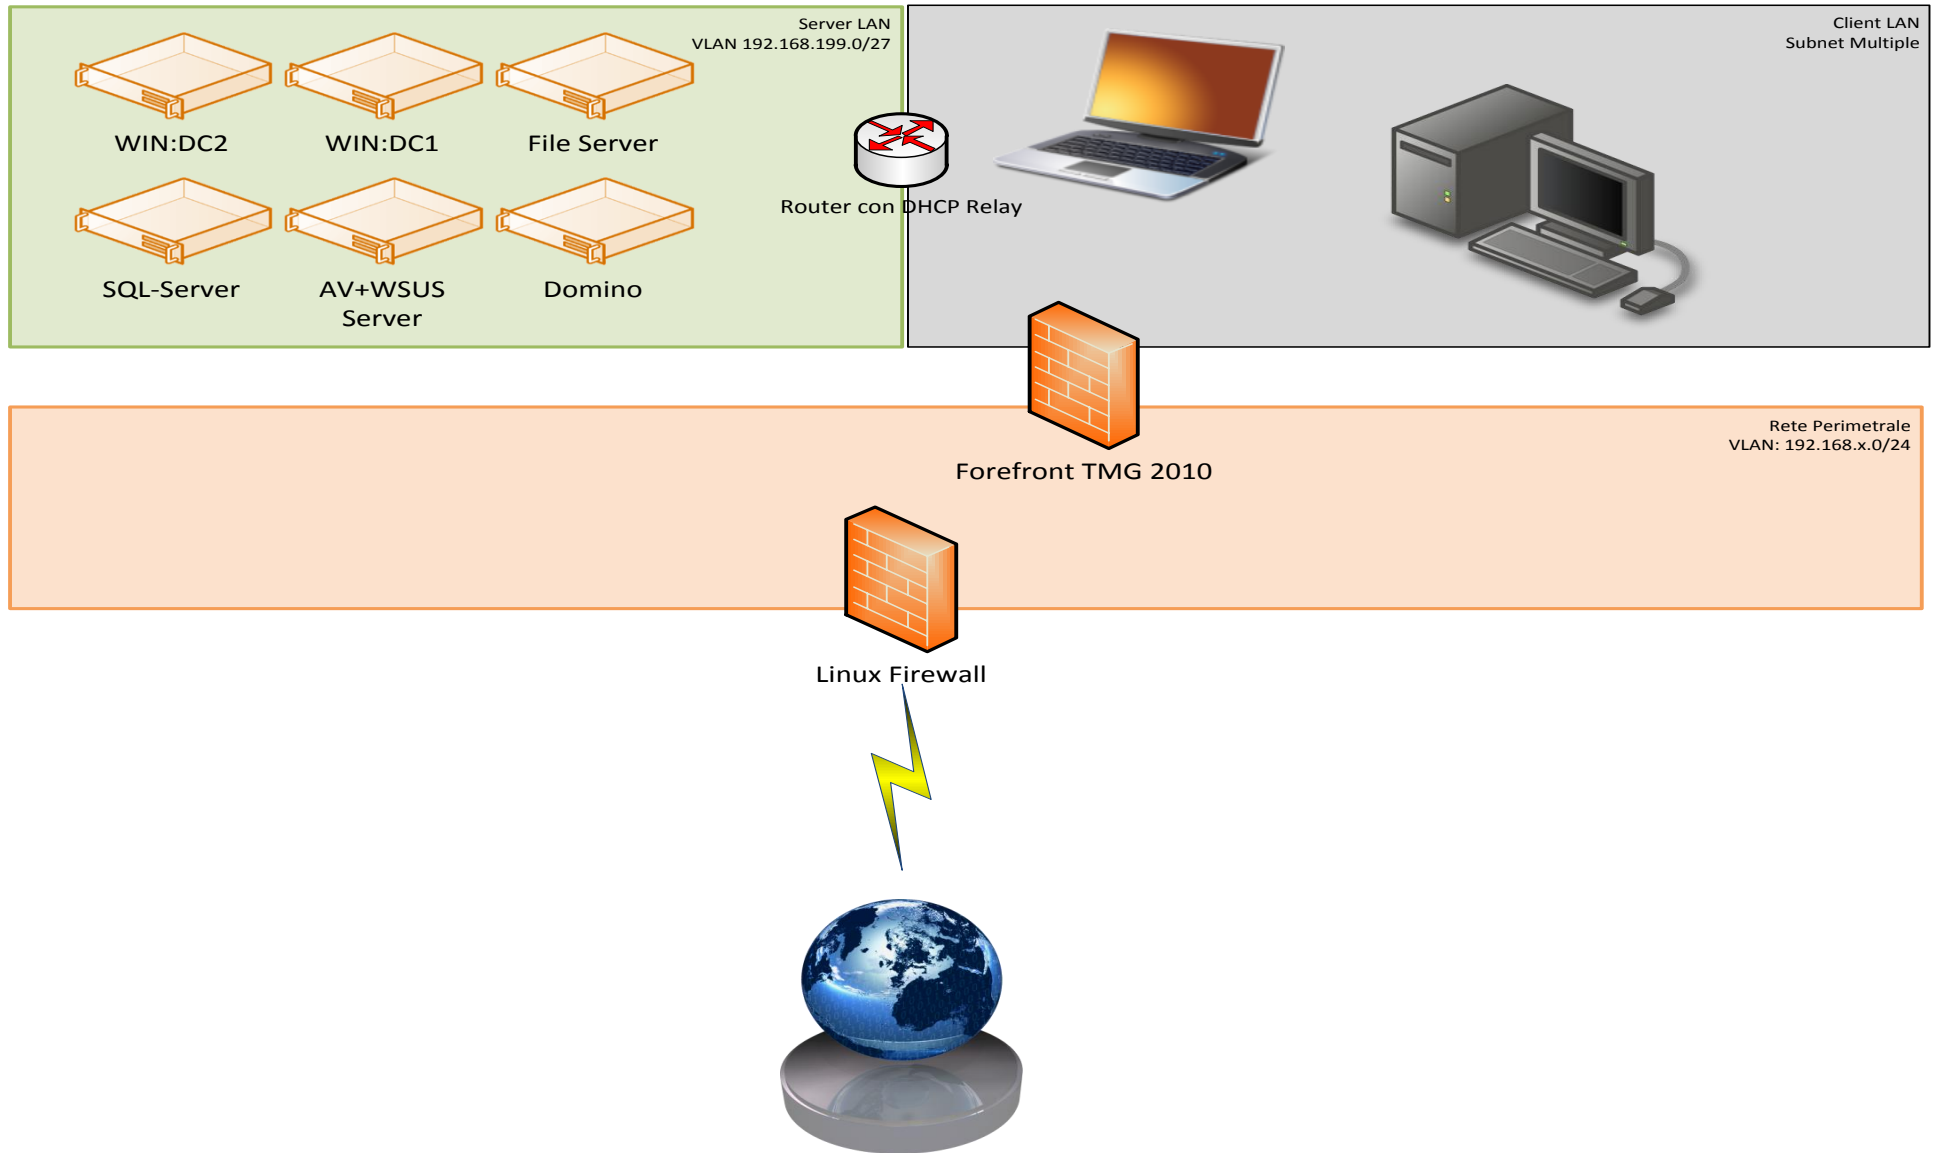 Server LAN
VLAN 192.168.199.0/27
Client LAN
Subnet Multiple
WIN:DC2
WIN:DC1
File Server
Router con DHCP Relay
SQL-Server
AV+WSUS
Server
Domino
Rete Perimetrale
VLAN: 192.168.x.0/24
Forefront TMG 2010
Linux Firewall